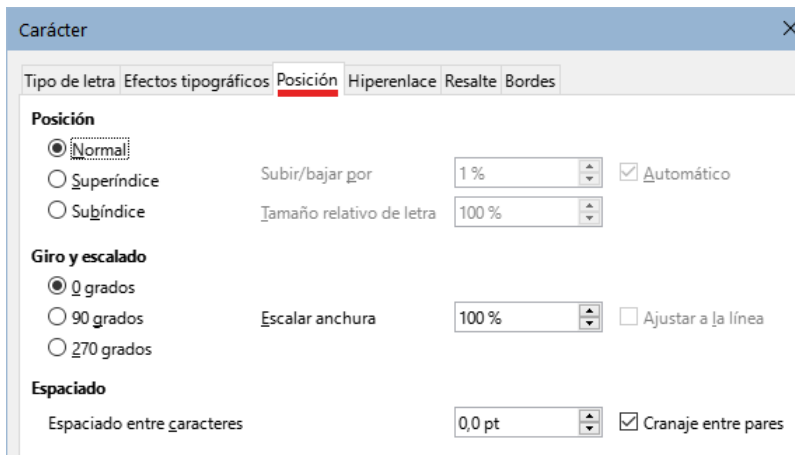 Carácter
Tipo de letra Efectos tipográficos Posición Hiperenlace Resalte Bordes
Posición
Normal
Superíndice Subir/bajar por 1 % Automático
Subíndice Tamaño relativo de letra 100 %
Giro y escalado
0 grados
90 grados Escalar anchura 100 % Ajustar a la línea
270 grados
Espaciado
Espaciado entre caracteres 0,0 pt Cranaje entre pares